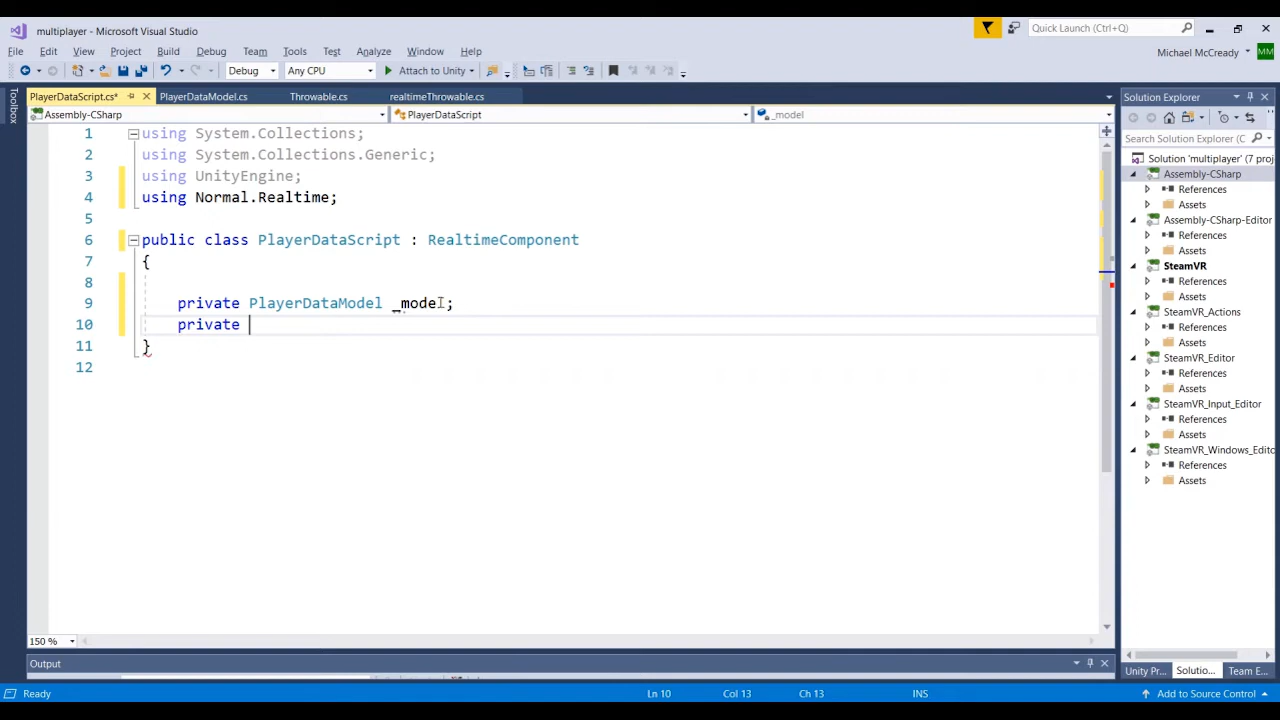 multiplayer - Microsoft Visual Studio
Quick Launch (Ctrl+Q)
File Edit View Project Build Debug Team Tools Test Analyze Window Help
Michael McCready MM
Debug Any CPU Attach to Unity
PlayerDataScript.cs* PlayerDataModel.cs Throwable.cs realtimeThrowable.cs
Assembly-CSharp PlayerDataScript _model
Toolbox
1 using System.Collections;
2 using System.Collections.Generic;
3 using UnityEngine;
4 using Normal.Realtime;
5
6 public class PlayerDataScript : RealtimeComponent
7 {
8
9 private PlayerDataModel _model;
10 private
11 }
12
150 %
Output
Solution Explorer
Search Solution Explorer (C
Solution 'multiplayer' (7 proj
Assembly-CSharp
References
Assets
Assembly-CSharp-Editor
References
Assets
SteamVR
References
Assets
SteamVR_Actions
References
Assets
SteamVR_Editor
References
Assets
SteamVR_Input_Editor
References
Assets
SteamVR_Windows_Edito
References
Assets
Unity Pr... Solutio... Team E...
Ready Ln 10 Col 13 Ch 13 INS Add to Source Control